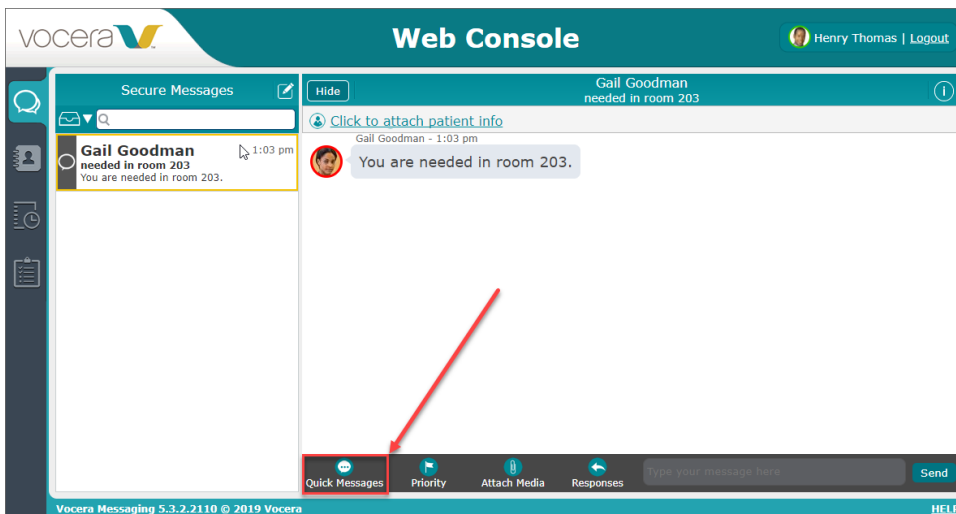 vocera
Web Console
Henry Thomas | Logout
Secure Messages
Hide
Gail Goodman
needed in room 203
Click to attach patient info
Gail Goodman
1:03 pm
needed in room 203
You are needed in room 203.
Gail Goodman - 1:03 pm
You are needed in room 203.
Quick Messages
Priority
Attach Media
Responses
Type your message here
Send
Vocera Messaging 5.3.2.2110 © 2019 Vocera
HELP